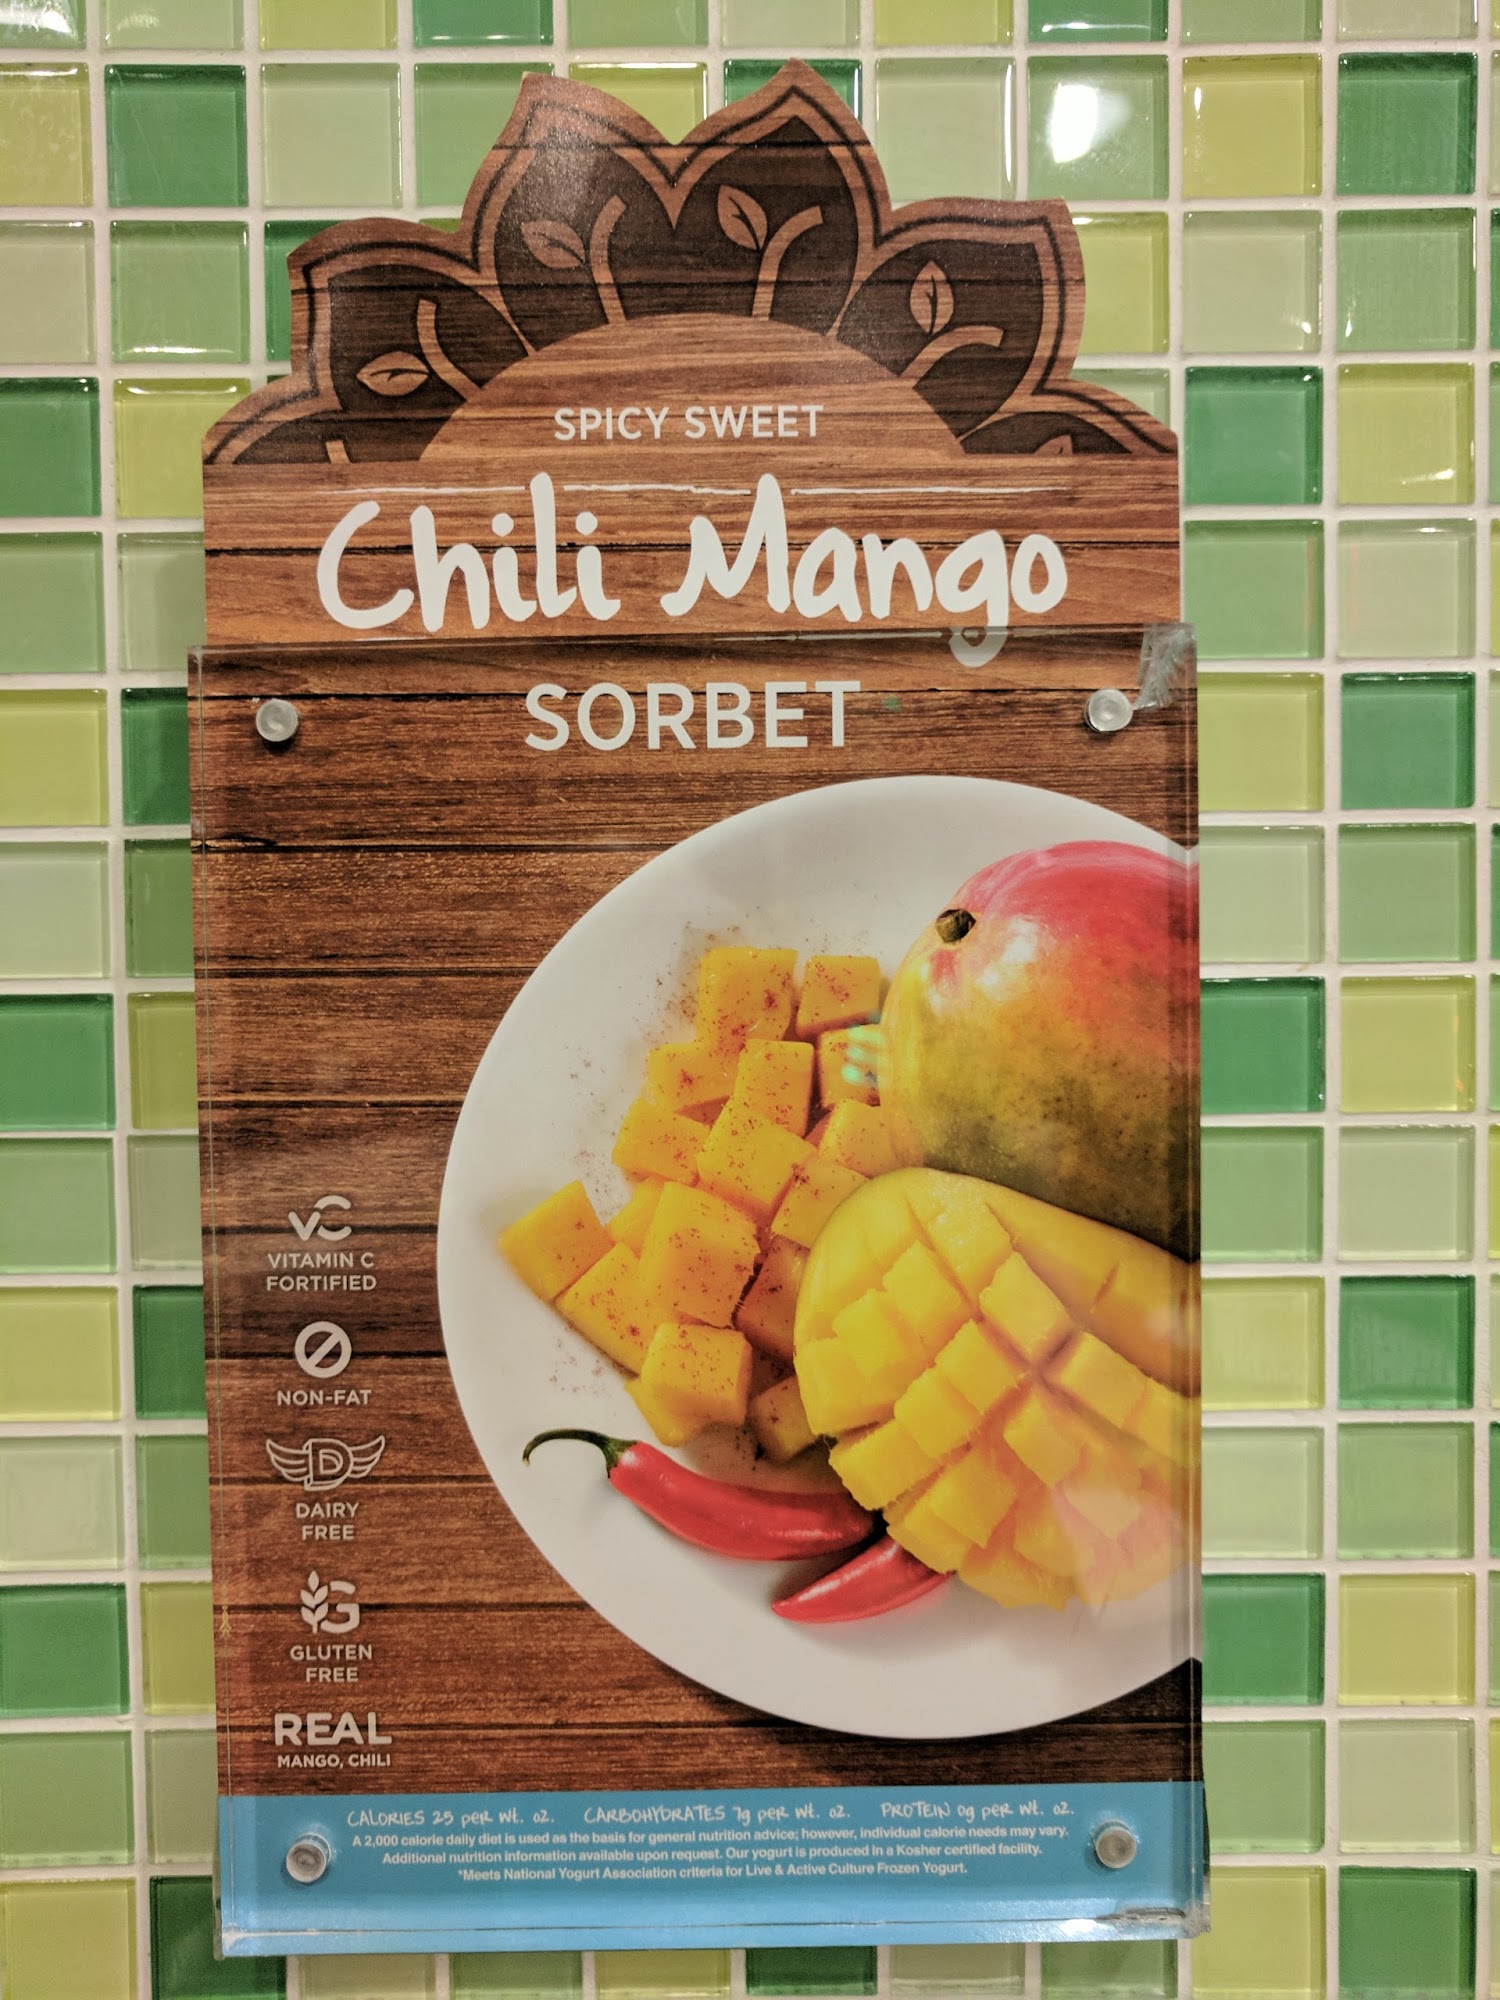 SPICY SWEET
Chili Mango
SORBET
VC
VITAMIN C
FORTIFIED
NON-FAT
D
DAIRY
FREE
G
GLUTEN
FREE
REAL
MANGO, CHILI
CALORIES 25 per wt. oz. CARBOHYDRATES 7g per wt. oz. PROTEIN 0g per wt. oz.
A 2,000 calorie daily diet is used as the basis for general nutrition advice; however, individual calorie needs may vary.
Additional nutrition information available upon request. Our yogurt is produced in a Kosher certified facility.
*Meets National Yogurt Association criteria for Live & Active Culture Frozen Yogurt.